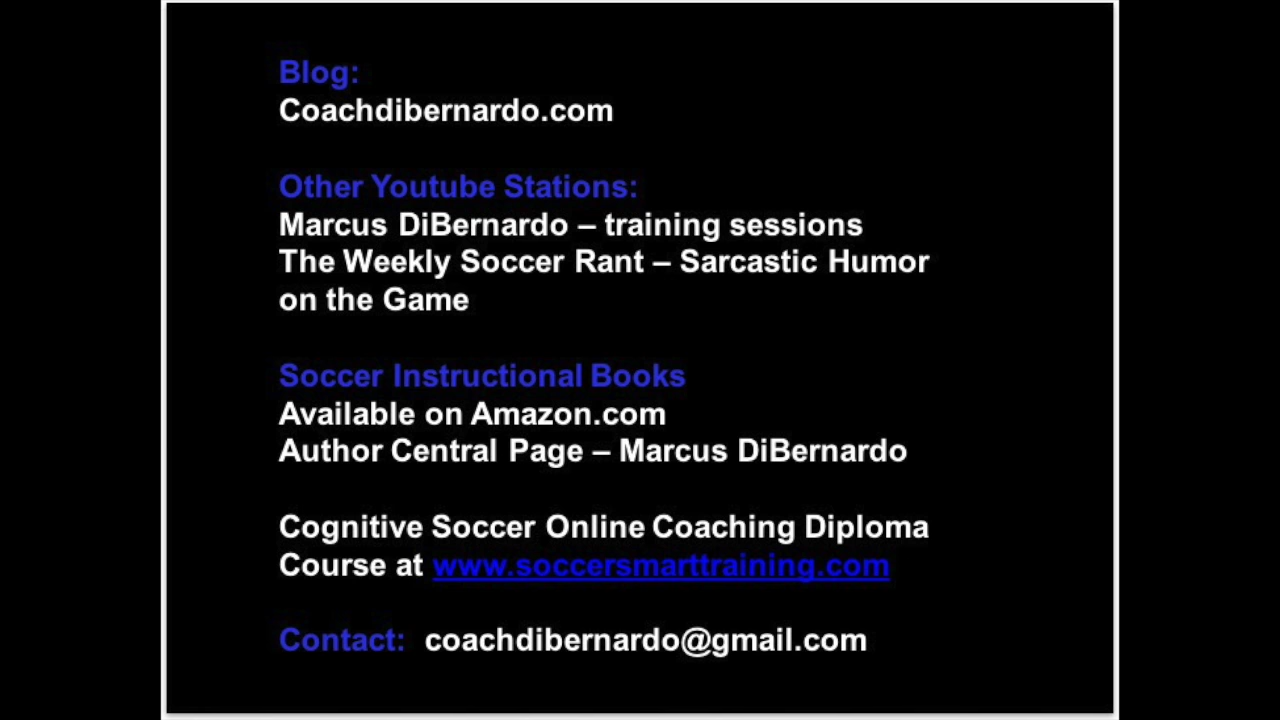 Blog:
Coachdibernardo.com
Other Youtube Stations:
Marcus DiBernardo – training sessions
The Weekly Soccer Rant – Sarcastic Humor
on the Game
Soccer Instructional Books
Available on Amazon.com
Author Central Page – Marcus DiBernardo
Cognitive Soccer Online Coaching Diploma
Course at www.soccersmarttraining.com
Contact: coachdibernardo@gmail.com